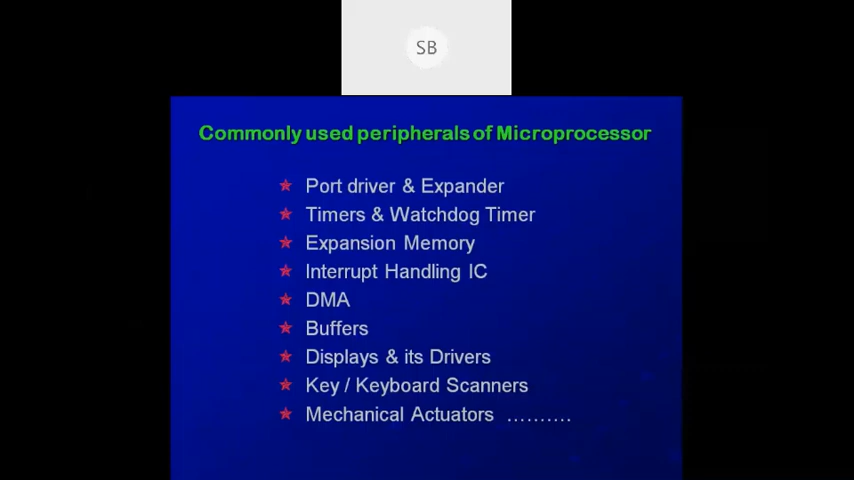 SB
Commonly used peripherals of Microprocessor
Port driver & Expander
Timers & Watchdog Timer
Expansion Memory
Interrupt Handling IC
DMA
Buffers
Displays & its Drivers
Key / Keyboard Scanners
Mechanical Actuators ..........